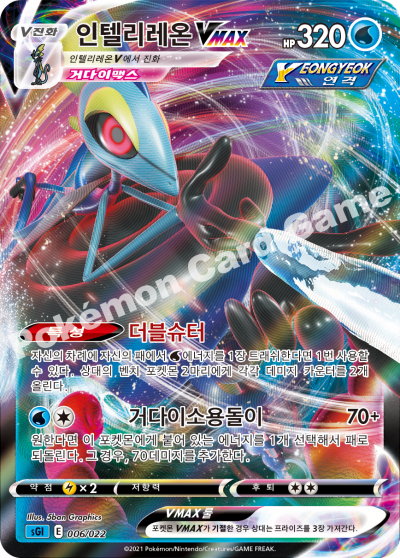 V진화 인텔리레온 VMAX HP 320
인텔리레온V에서 진화
거다이맥스
YEONGYEOK
연격
Pokémon Card Game
특성 더블슈터
자신의 차례에 자신의 패에서 에너지를 1장 트래쉬한다면 1번 사용할
수 있다. 상대의 벤치 포켓몬 2마리에게 각각 데미지 카운터를 2개
올린다.
거다이소용돌이 70+
원한다면 이 포켓몬에게 붙어 있는 에너지를 1개 선택해서 패로
되돌린다. 그 경우, 70데미지를 추가한다.
약점 ×2 저항력 후퇴
Illus. 5ban Graphics
sGI E 006/022
VMAX룰
포켓몬VMAX가 기절한 경우 상대는 프라이즈를 3장 가져간다.
©2021 Pokémon/Nintendo/Creatures/GAME FREAK.